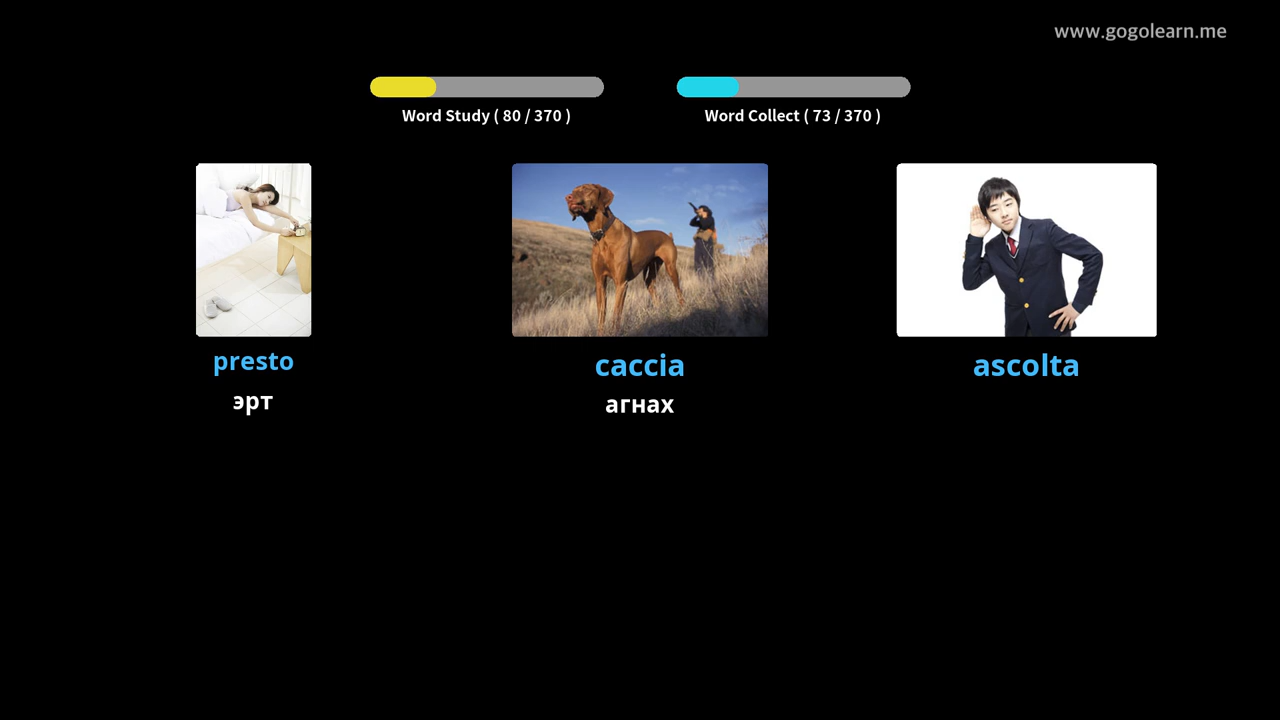 www.gogolearn.me
Word Study ( 80 / 370 )
Word Collect ( 73 / 370 )
presto
эрт
caccia
агнах
ascolta